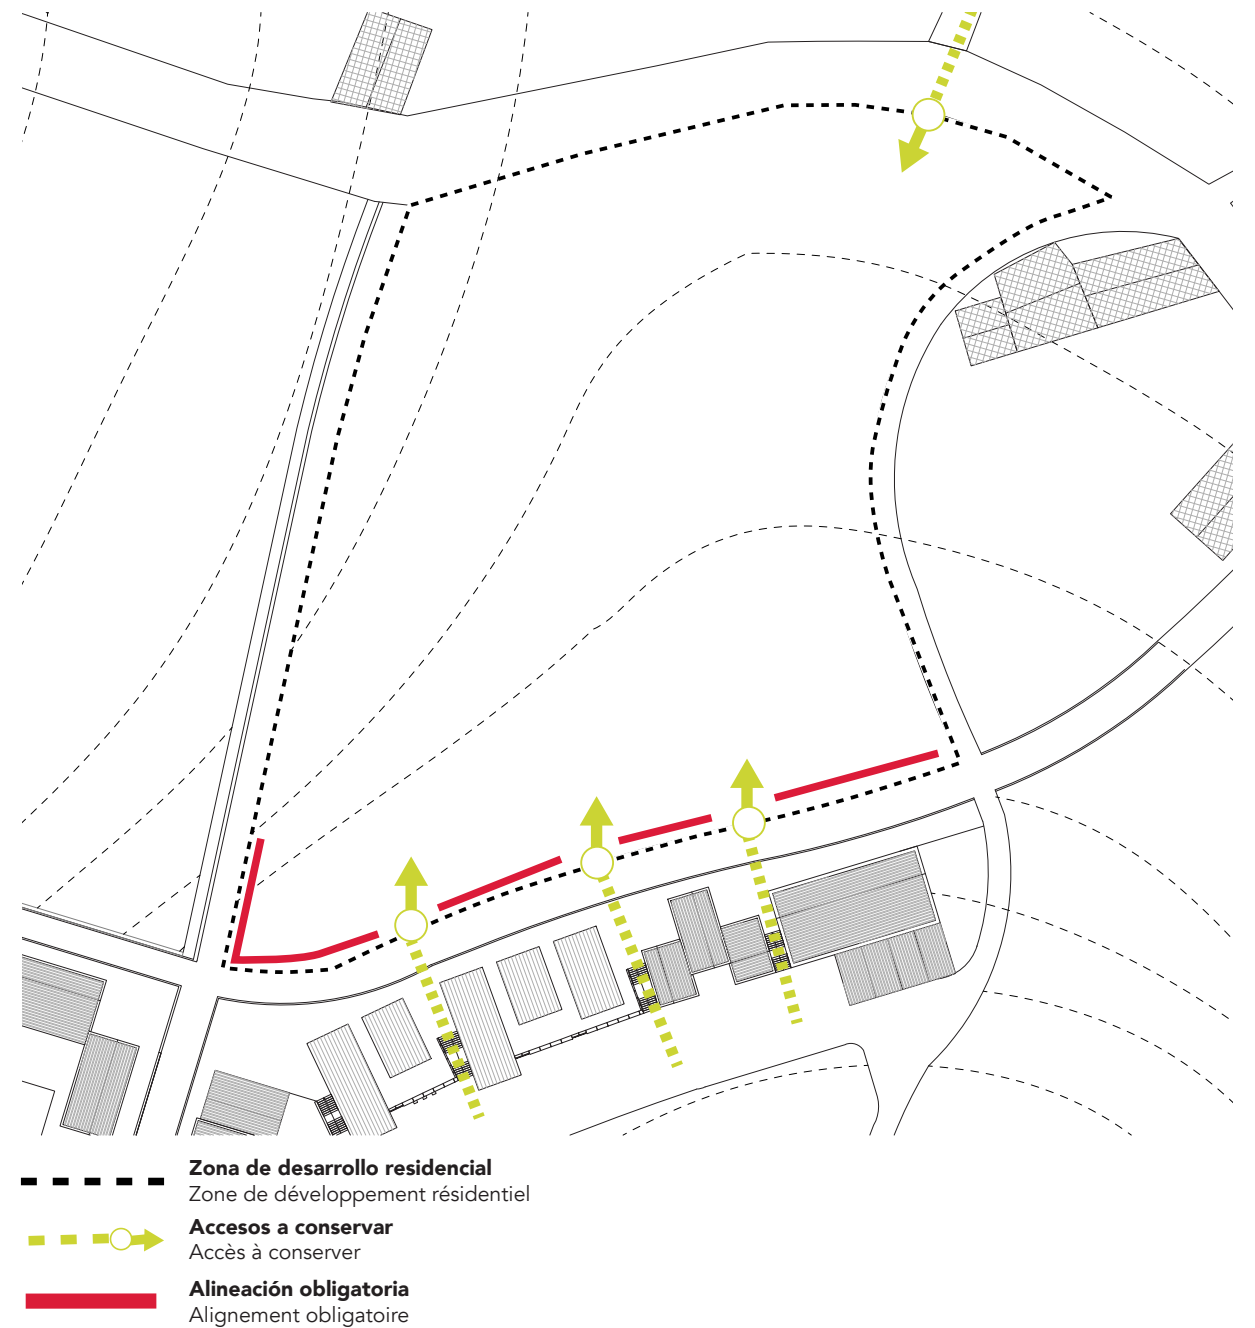 Zona de desarrollo residencial
Zone de développement résidentiel
Accesos a conservar
Accès à conserver
Alineación obligatoria
Alignement obligatoire